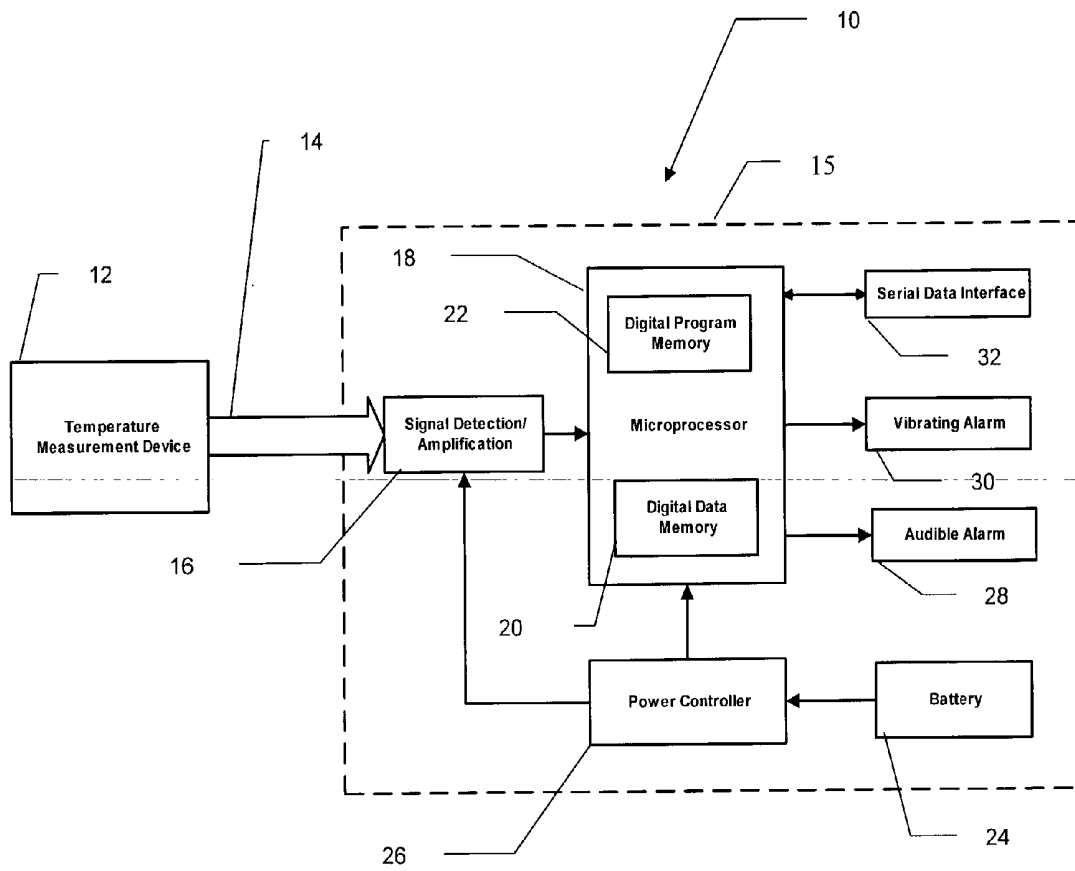 10
14
15
12
18
Serial Data Interface
22
Digital Program
Memory
32
Temperature
Measurement Device
Signal Detection/
Amplification
Microprocessor
Vibrating Alarm
30
Digital Data
Memory
Audible Alarm
16
28
20
Power Controller
Battery
26
24